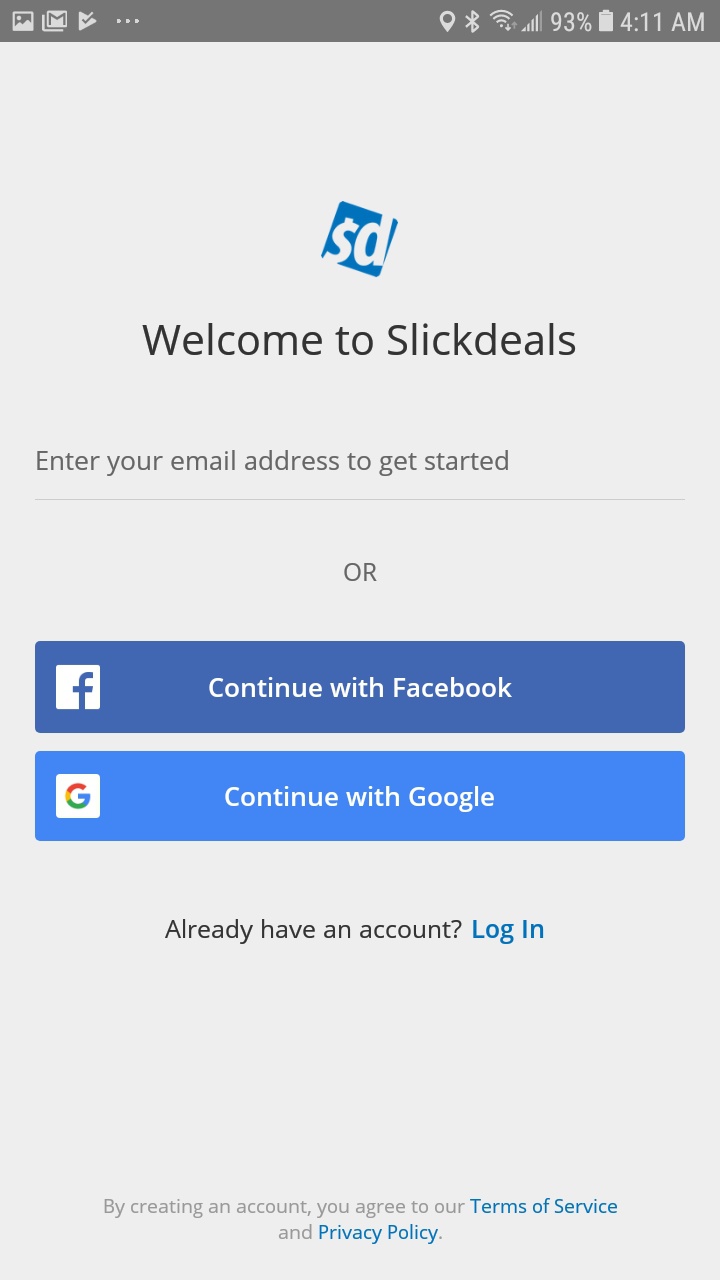 93% 4:11 AM
sd
Welcome to Slickdeals
Enter your email address to get started
OR
Continue with Facebook
Continue with Google
Already have an account? Log In
By creating an account, you agree to our Terms of Service
and Privacy Policy.